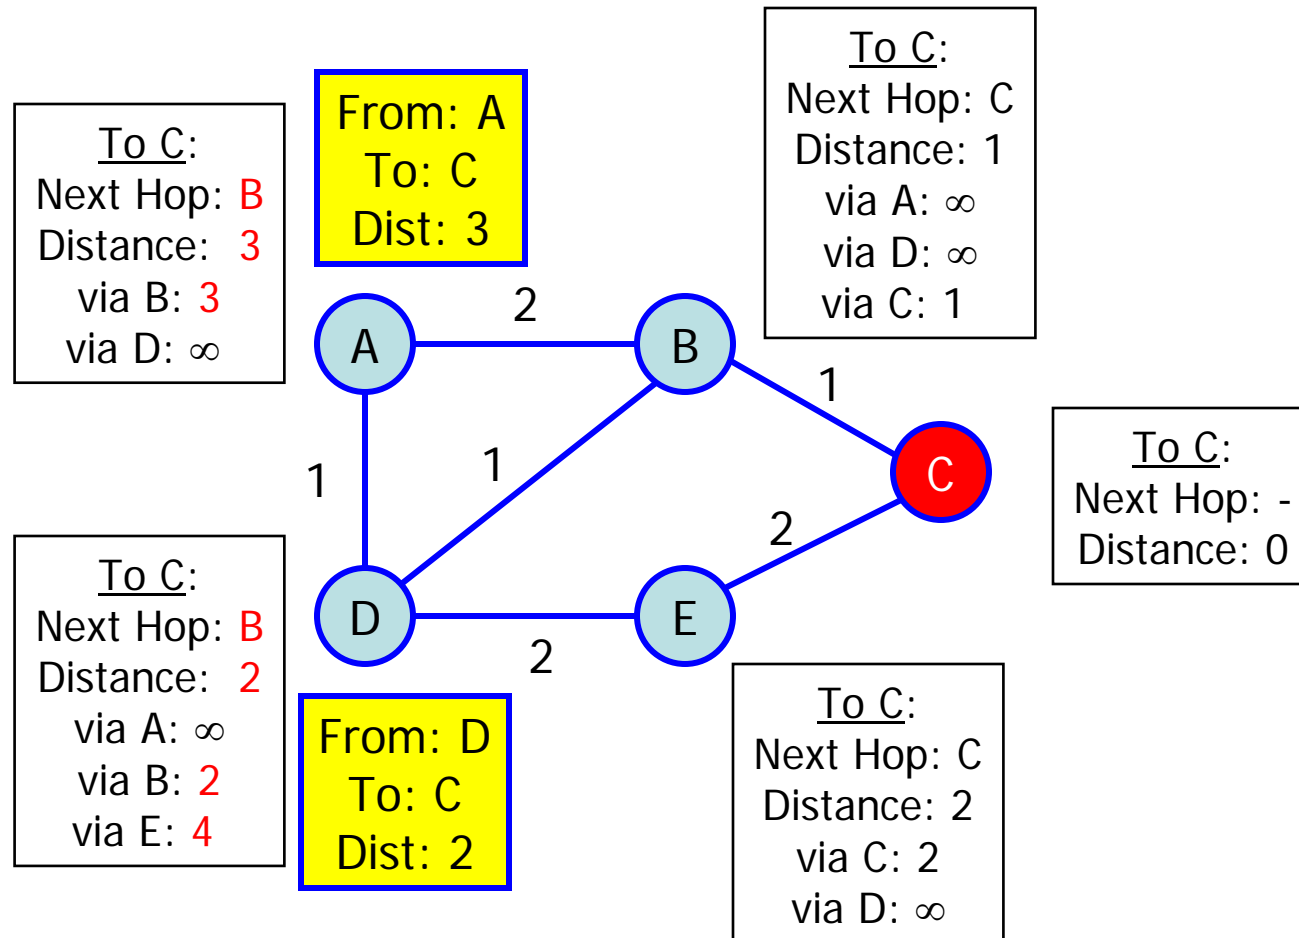 To C:
Next Hop: B
Distance: 3
via B: 3
via D: ∞
From: A
To: C
Dist: 3
To C:
Next Hop: C
Distance: 1
via A: ∞
via D: ∞
via C: 1
A
2
B
1
1
1
C
2
To C:
Next Hop: -
Distance: 0
To C:
Next Hop: B
Distance: 2
via A: ∞
via B: 2
via E: 4
D
2
E
From: D
To: C
Dist: 2
To C:
Next Hop: C
Distance: 2
via C: 2
via D: ∞